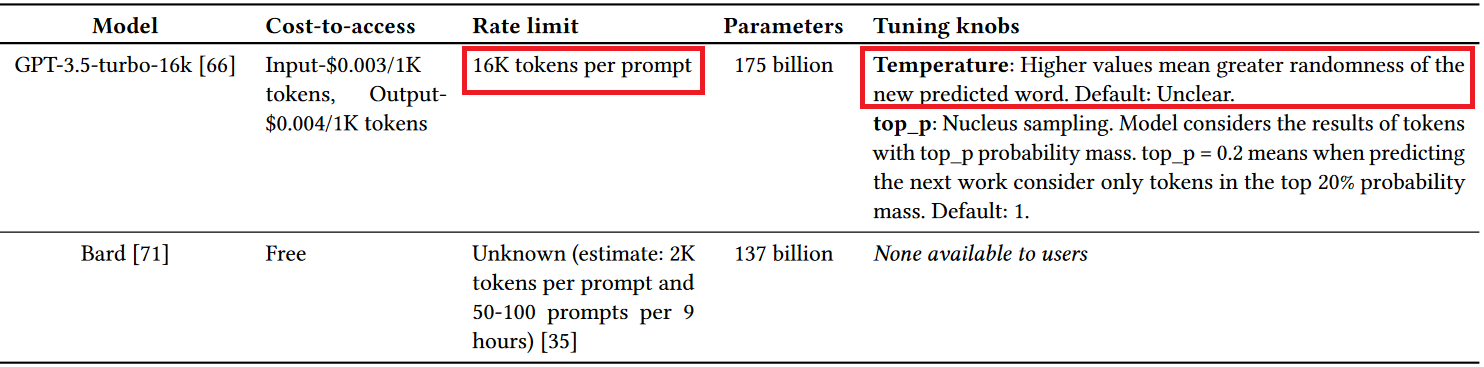 Model Cost-to-access Rate limit Parameters Tuning knobs
GPT-3.5-turbo-16k [66] Input-$0.003/1K 16K tokens per prompt 175 billion Temperature: Higher values mean greater randomness of the
tokens, Output- new predicted word. Default: Unclear.
$0.004/1K tokens top_p: Nucleus sampling. Model considers the results of tokens
with top_p probability mass. top_p = 0.2 means when predicting
the next work consider only tokens in the top 20% probability
mass. Default: 1.
Bard [71] Free Unknown (estimate: 2K 137 billion None available to users
tokens per prompt and
50-100 prompts per 9
hours) [35]